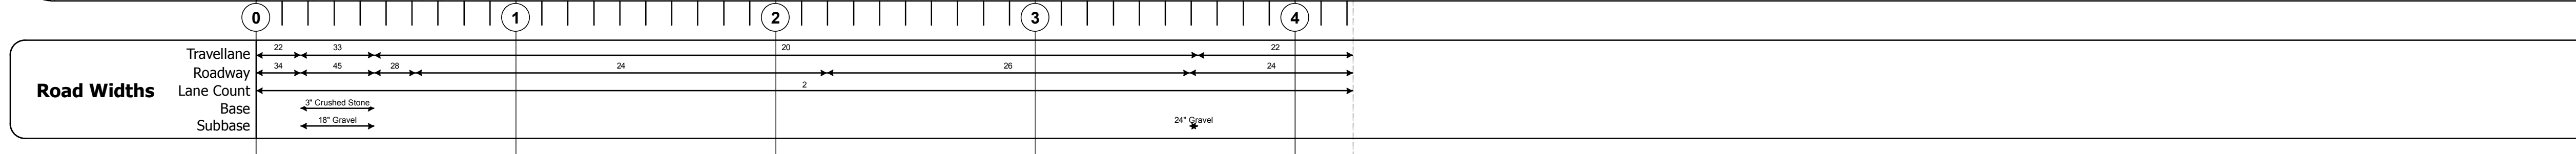 0 1 2 3 4
Road Widths
Travellane 22 33 20 22
Roadway 34 45 28 24 26 24
Lane Count 2
Base 3" Crushed Stone
Subbase 18" Gravel 24" Gravel